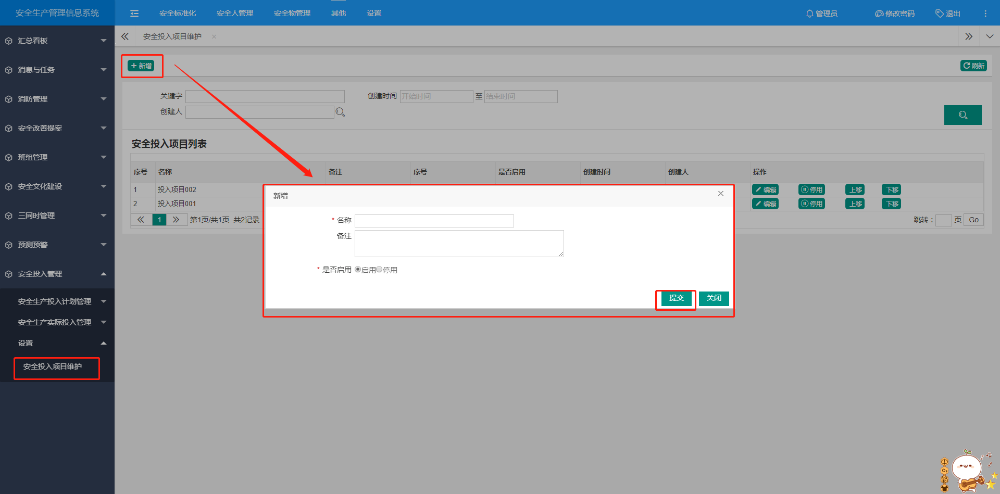 安全生产管理信息系统
安全标准化 安全人管理 安全物管理 其他 设置 管理员 修改密码 退出
汇总看板
消息与任务
消防管理
安全改善提案
班组管理
安全文化建设
三同时管理
预测预警
安全投入管理
安全生产投入计划管理
安全生产实际投入管理
设置
安全投入项目维护
安全投入项目维护
新增 刷新
关键字 创建时间 开始时间 至 结束时间
创建人
安全投入项目列表
序号 名称 备注 序号 是否启用 创建时间 创建人 操作
1 投入项目002 编辑 停用 上移 下移
2 投入项目001 编辑 停用 上移 下移
1 第1页/共1页 共2记录 跳转： 页 Go
新增
* 名称
备注
* 是否启用 启用 停用
提交 关闭
中
简